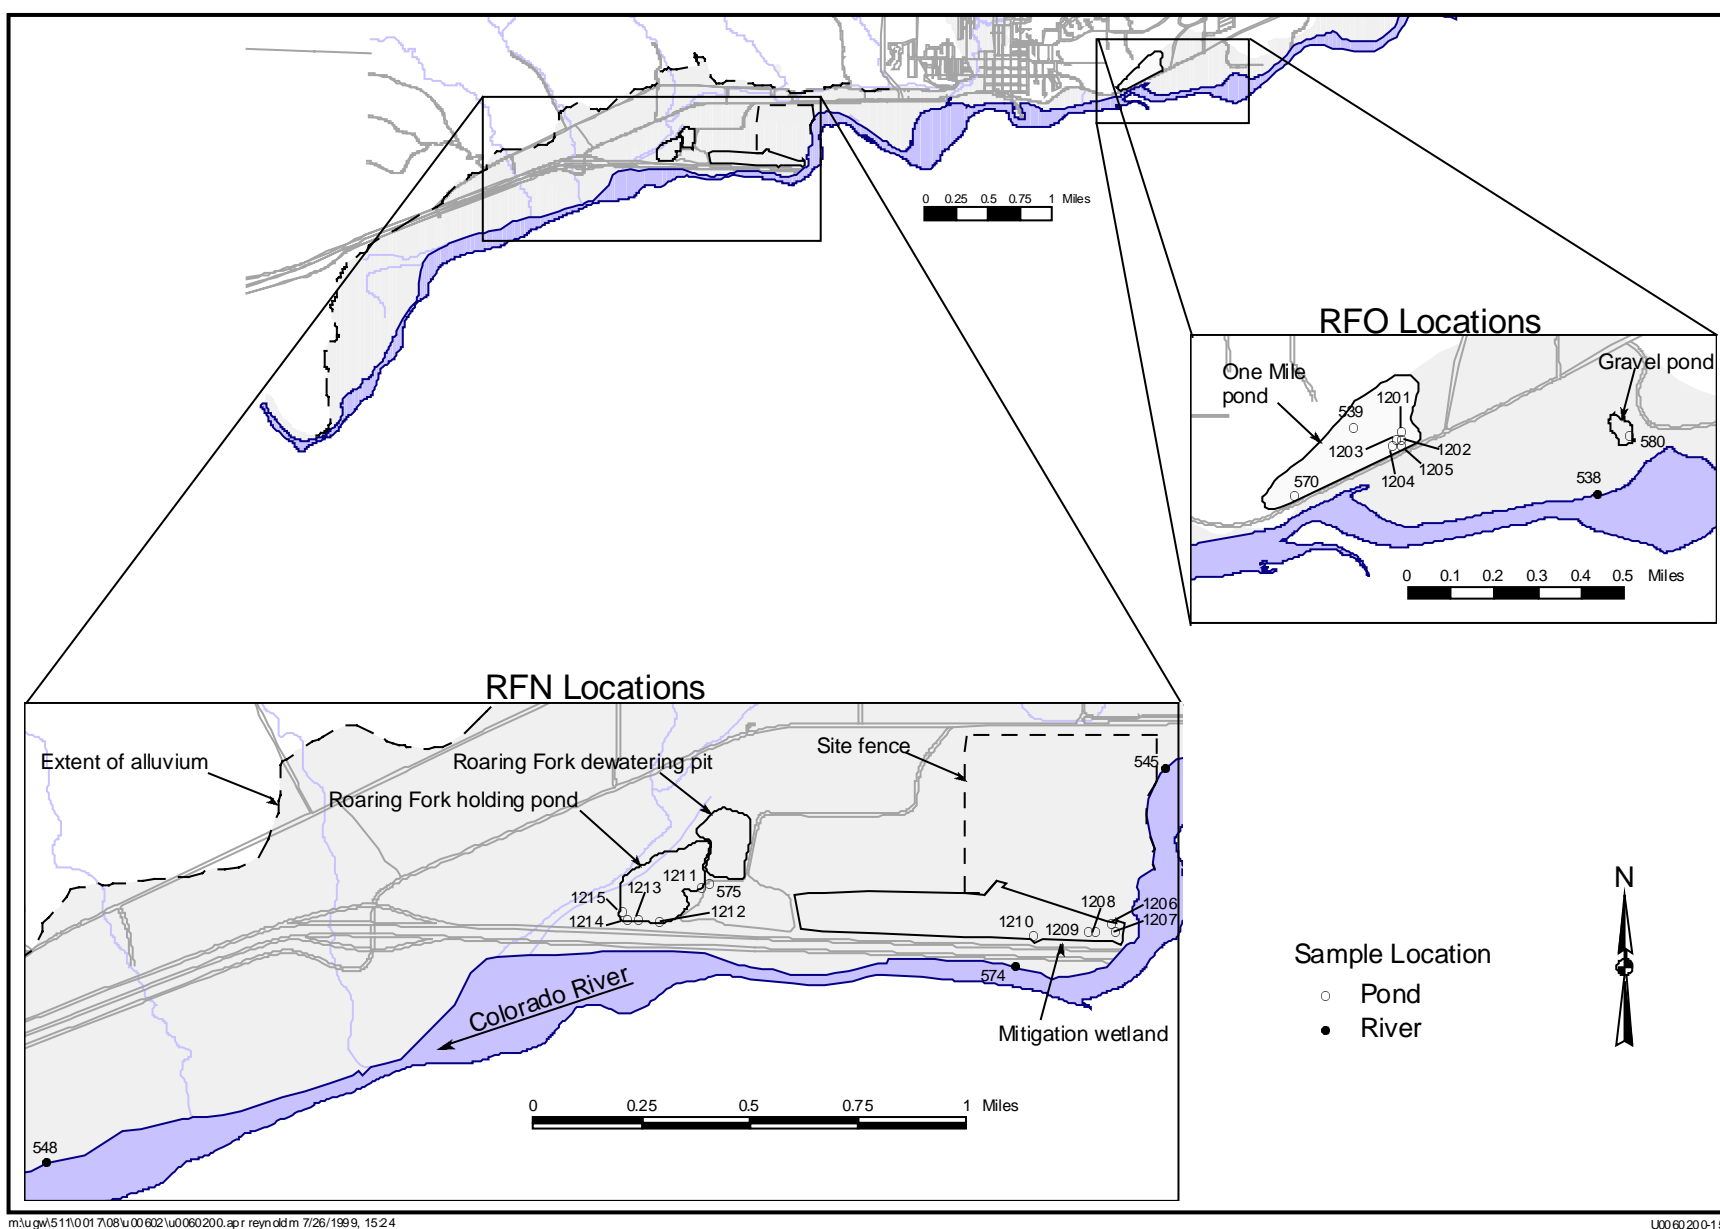 0 0.25 0.5 0.75 1 Miles
RFO Locations
One Mile
pond
Gravel pond
1201
539
1203
1202
1205
1204
580
570
538
0 0.1 0.2 0.3 0.4 0.5 Miles
RFN Locations
Extent of alluvium
Roaring Fork dewatering pit
Roaring Fork holding pond
Site fence
545
1211
575
1213
1215
1214
1212
1208
1206
1207
1210
1209
574
Colorado River
Mitigation wetland
0 0.25 0.5 0.75 1 Miles
548
N
Sample Location
Pond
River
m:\ugw\511\0017\08\u00602\u0060200.apr reynoldm 7/26/1999, 15:24
U0060200-15